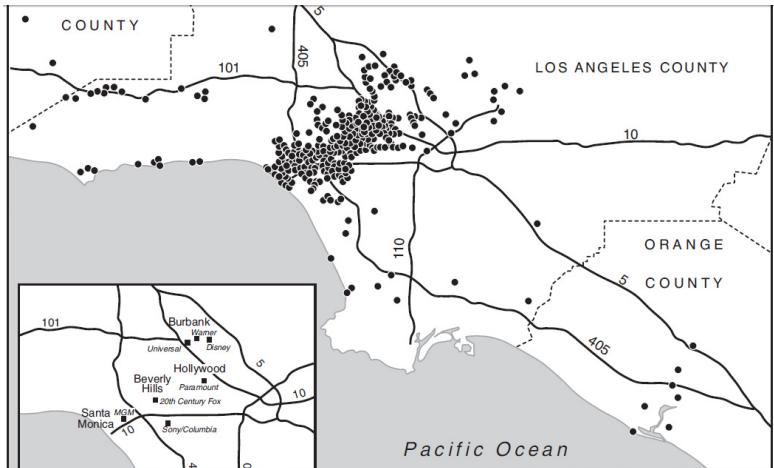 COUNTY
5
405
101
LOS ANGELES COUNTY
10
110
ORANGE
COUNTY
5
405
Pacific Ocean
101
Burbank
Warner
Universal
Disney
5
Hollywood
Paramount
Beverly
Hills
20th Century Fox
10
Santa
Monica
MGM
10
Sony/Columbia